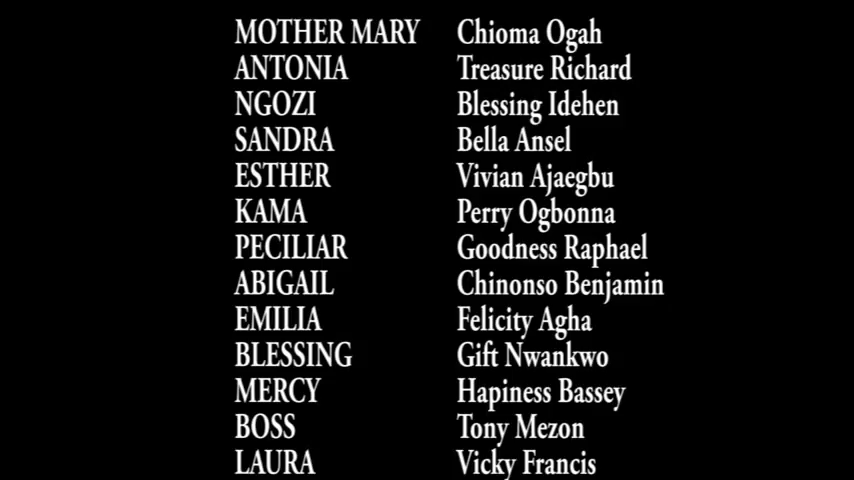 MOTHER MARY Chioma Ogah
ANTONIA Treasure Richard
NGOZI Blessing Idehen
SANDRA Bella Ansel
ESTHER Vivian Ajaegbu
KAMA Perry Ogbonna
PECILIAR Goodness Raphael
ABIGAIL Chinonso Benjamin
EMILIA Felicity Agha
BLESSING Gift Nwankwo
MERCY Hapiness Bassey
BOSS Tony Mezon
LAURA Vicky Francis